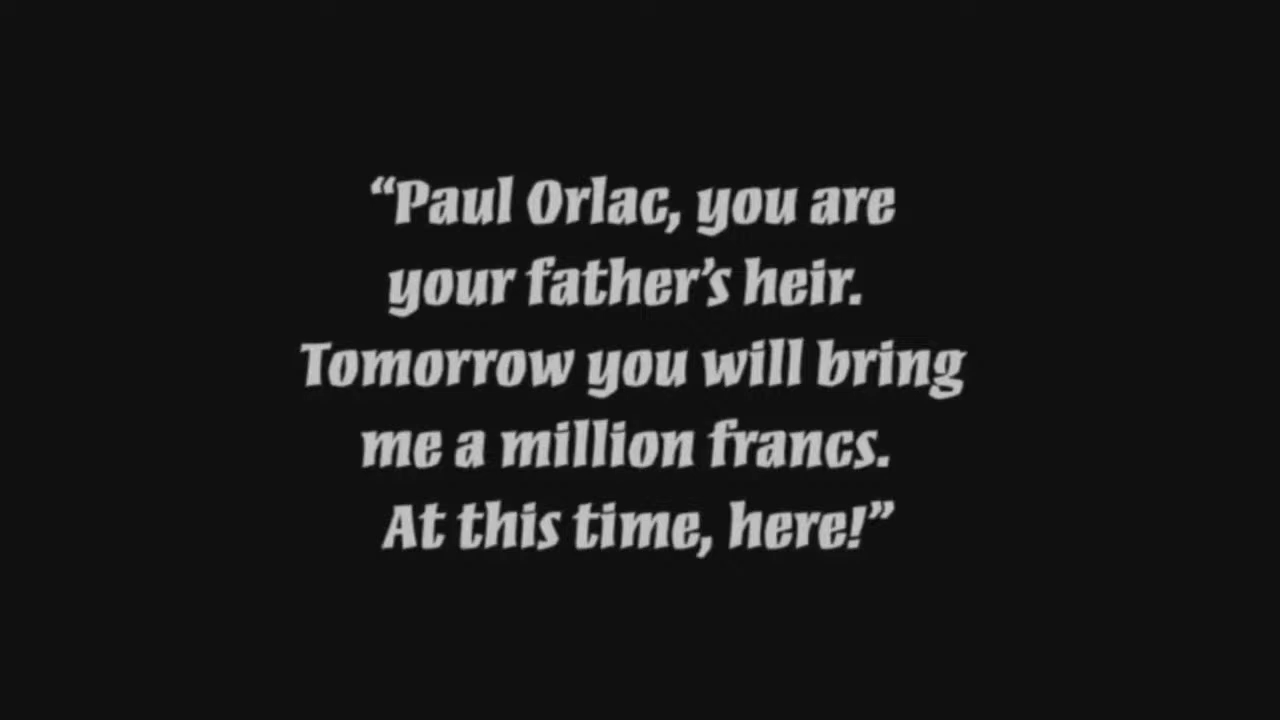 “Paul Orlac, you are
your father’s heir.
Tomorrow you will bring
me a million francs.
At this time, here!”